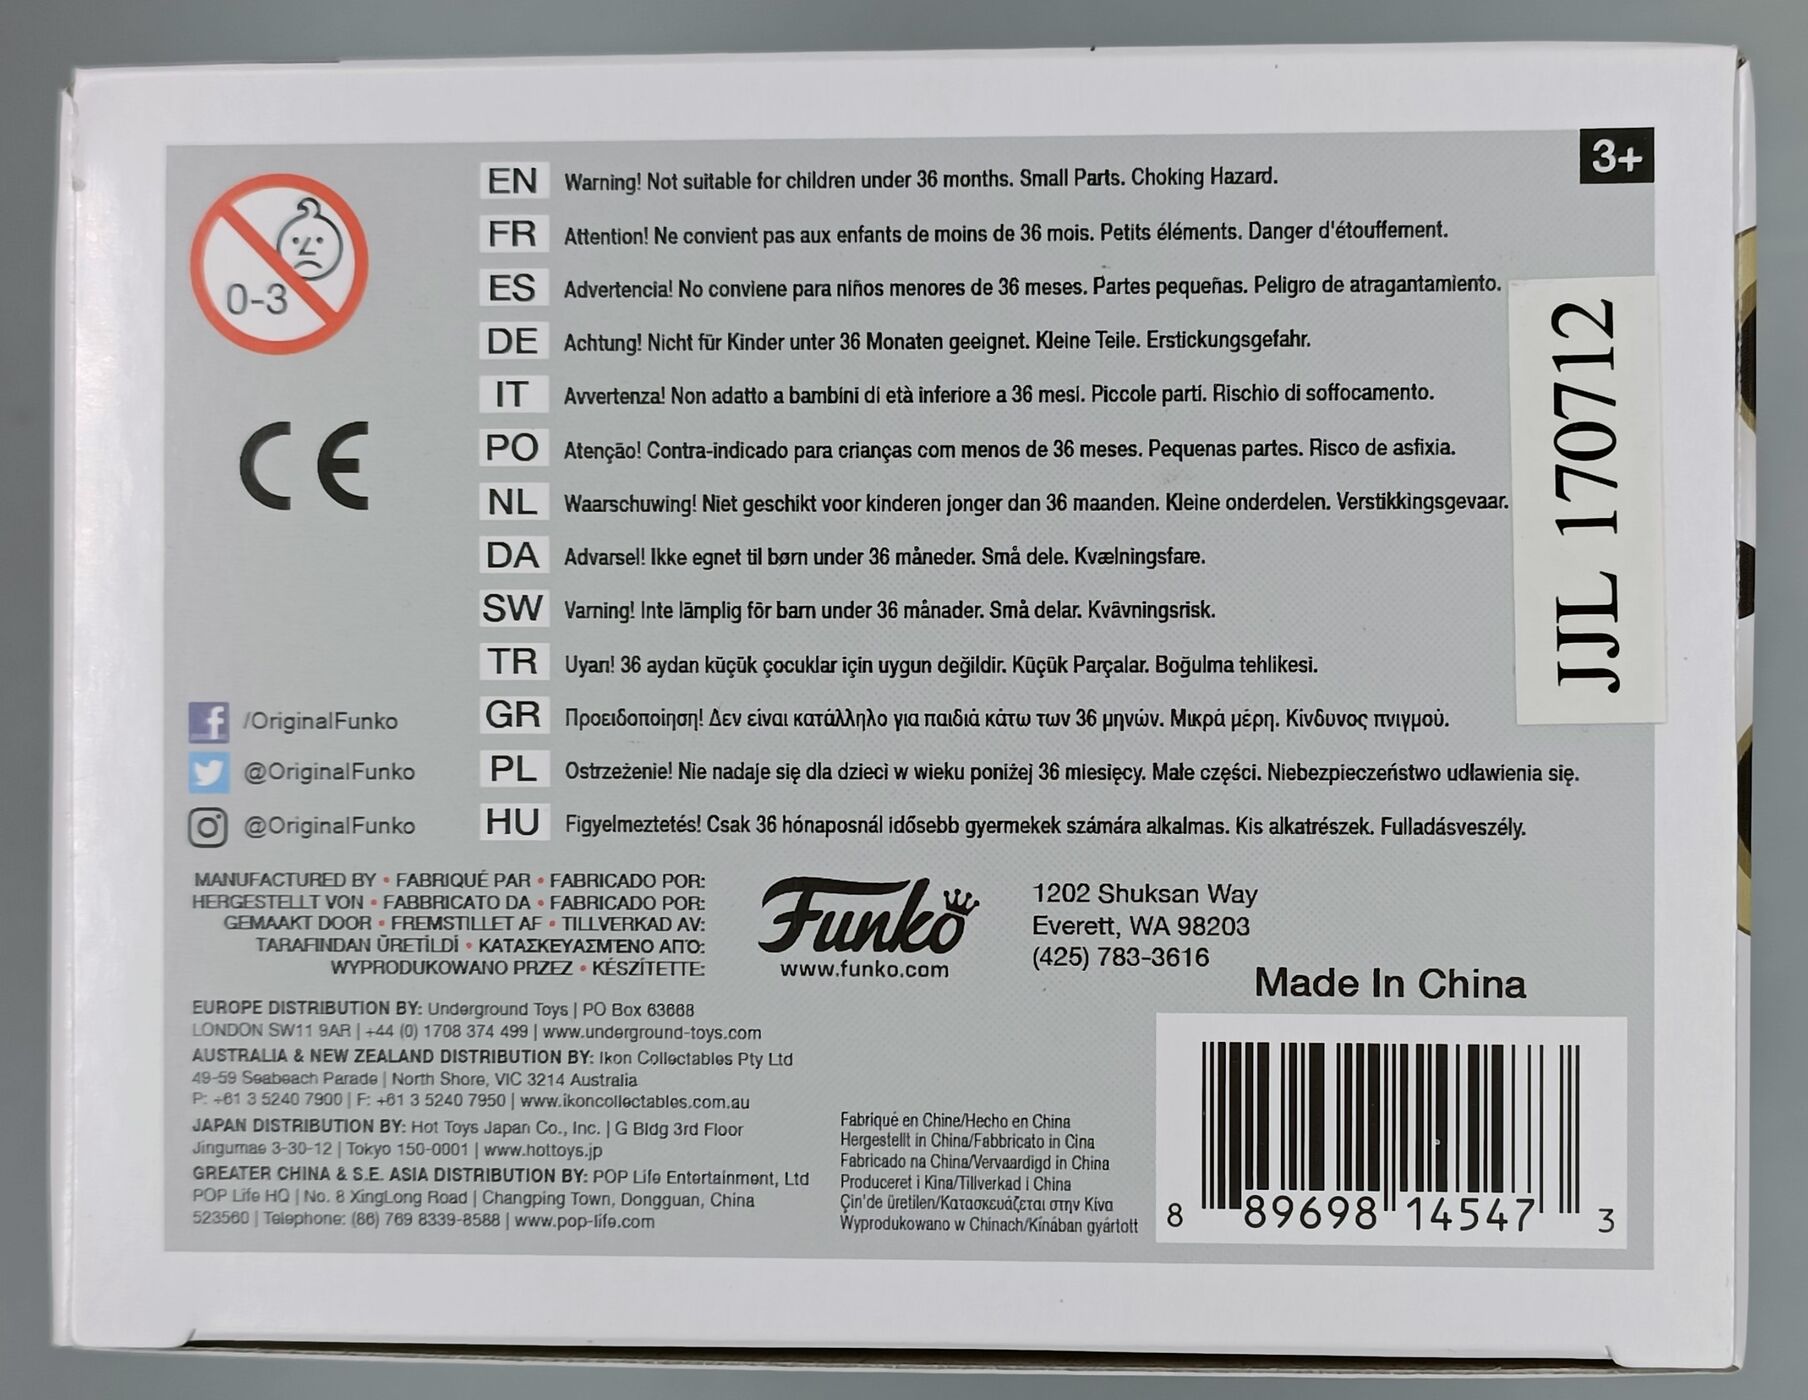 3+
0-3
EN Warning! Not suitable for children under 36 months. Small Parts. Choking Hazard.
FR Attention! Ne convient pas aux enfants de moins de 36 mois. Petits éléments. Danger d'étouffement.
ES Advertencia! No conviene para niños menores de 36 meses. Partes pequeñas. Peligro de atragantamiento.
DE Achtung! Nicht für Kinder unter 36 Monaten geeignet. Kleine Teile. Erstickungsgefahr.
IT Avvertenza! Non adatto a bambini di età inferiore a 36 mesi. Piccole parti. Rischio di soffocamento.
PO Atenção! Contra-indicado para crianças com menos de 36 meses. Pequenas partes. Risco de asfixia.
NL Waarschuwing! Niet geschikt voor kinderen jonger dan 36 maanden. Kleine onderdelen. Verstikkingsgevaar.
DA Advarsel! Ikke egnet til børn under 36 måneder. Små dele. Kvælningsfare.
SW Varning! Inte lämplig för barn under 36 månader. Små delar. Kvävningsrisk.
TR Uyarı! 36 aydan küçük çocuklar için uygun değildir. Küçük Parçalar. Boğulma tehlikesi.
GR Προειδοποίηση! Δεν είναι κατάλληλο για παιδιά κάτω των 36 μηνών. Μικρά μέρη. Κίνδυνος πνιγμού.
PL Ostrzeżenie! Nie nadaje się dla dzieci w wieku poniżej 36 miesięcy. Małe części. Niebezpieczeństwo udławienia się.
HU Figyelmeztetés! Csak 36 hónaposnál idősebb gyermekek számára alkalmas. Kis alkatrészek. Fulladásveszély.
JJL 170712
CE
f /OriginalFunko
@OriginalFunko
@OriginalFunko
MANUFACTURED BY • FABRIQUÉ PAR • FABRICADO POR:
HERGESTELLT VON • FABBRICATO DA • FABRICADO POR:
GEMAAKT DOOR • FREMSTILLET AF • TILLVERKAD AV:
TARAFINDAN ÜRETİLDİ • ΚΑΤΑΣΚΕΥΑΣΜΈΝΟ ΑΠΌ:
WYPRODUKOWANO PRZEZ • KÉSZÍTETTE:
Funko
www.funko.com
1202 Shuksan Way
Everett, WA 98203
(425) 783-3616
Made In China
EUROPE DISTRIBUTION BY: Underground Toys | PO Box 63668
LONDON SW11 9AR | +44 (0) 1708 374 499 | www.underground-toys.com
AUSTRALIA & NEW ZEALAND DISTRIBUTION BY: Ikon Collectables Pty Ltd
49-59 Seabeach Parade | North Shore, VIC 3214 Australia
P: +61 3 5240 7900 | F: +61 3 5240 7950 | www.ikoncollectables.com.au
JAPAN DISTRIBUTION BY: Hot Toys Japan Co., Inc. | G Bldg 3rd Floor
Jingumae 3-30-12 | Tokyo 150-0001 | www.hottoys.jp
GREATER CHINA & S.E. ASIA DISTRIBUTION BY: POP Life Entertainment, Ltd
POP Life HQ | No. 8 XingLong Road | Changping Town, Dongguan, China
523560 | Telephone: (86) 769 8339-8588 | www.pop-life.com
Fabriqué en Chine/Hecho en China
Hergestellt in China/Fabbricato in Cina
Fabricado na China/Vervaardigd in China
Produceret i Kina/Tillverkad i China
Çin'de üretilen/Κατασκευάζεται στην Κίνα
Wyprodukowano w Chinach/Kínában gyártott
8 89698 14547 3